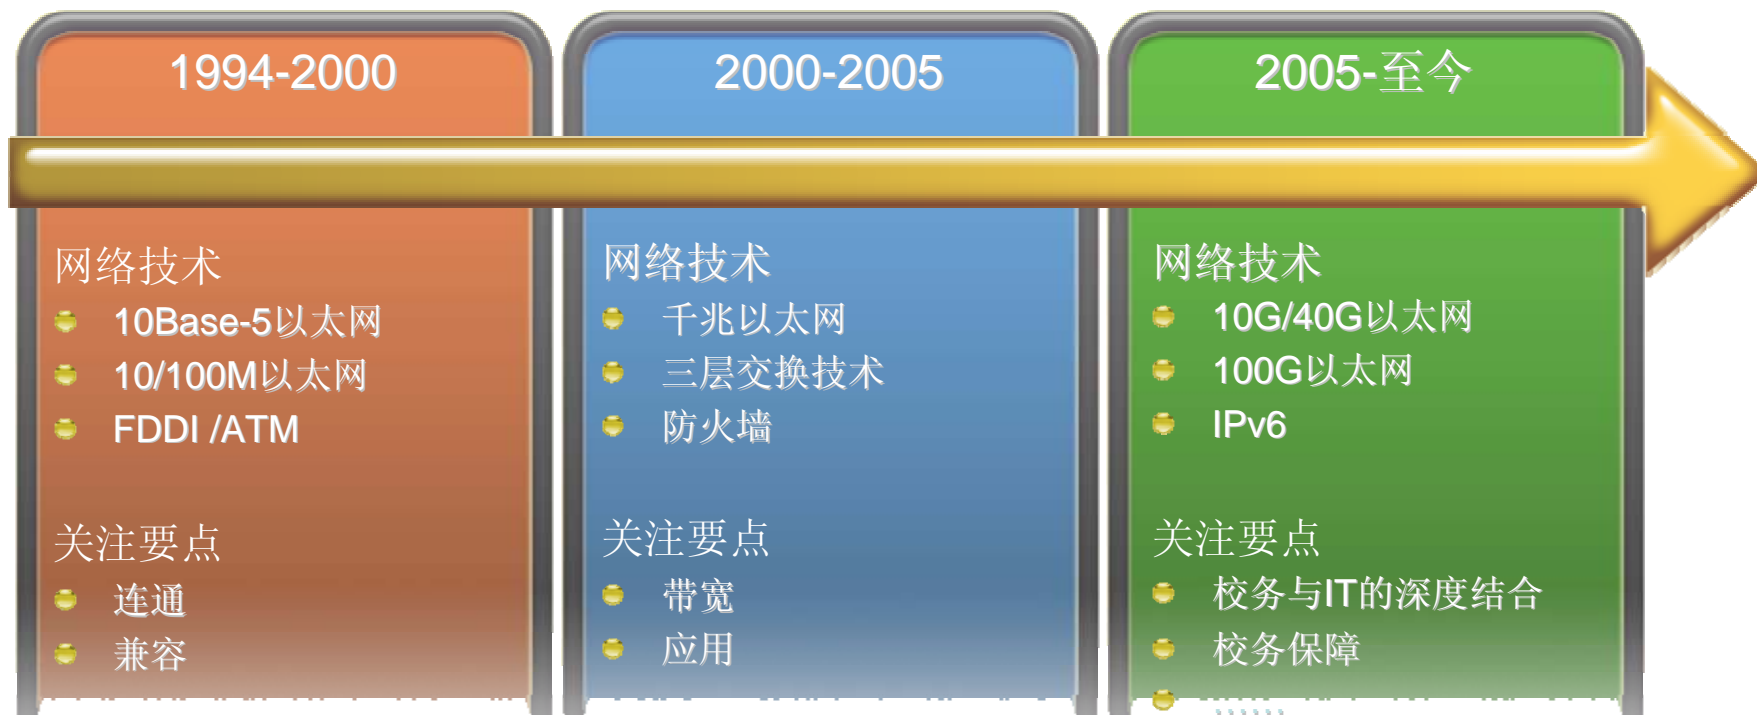 1994-2000
网络技术
10Base-5以太网
10/100M以太网
FDDI /ATM
关注要点
连通
兼容
2000-2005
网络技术
千兆以太网
三层交换技术
防火墙
关注要点
带宽
应用
2005-至今
网络技术
10G/40G以太网
100G以太网
IPv6
关注要点
校务与IT的深度结合
校务保障